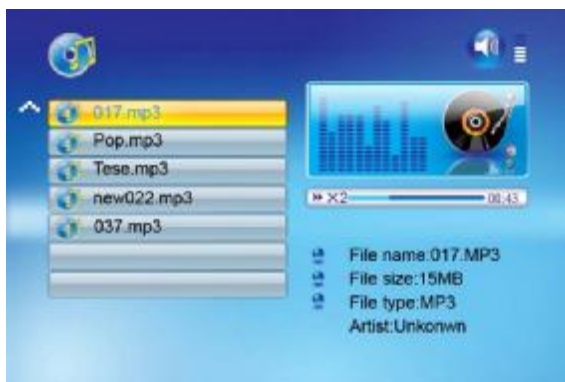 017.mp3
Pop.mp3
Tese.mp3
new022.mp3
037.mp3
X2
00:43
File name:017.MP3
File size:15MB
File type:MP3
Artist:Unkonwn